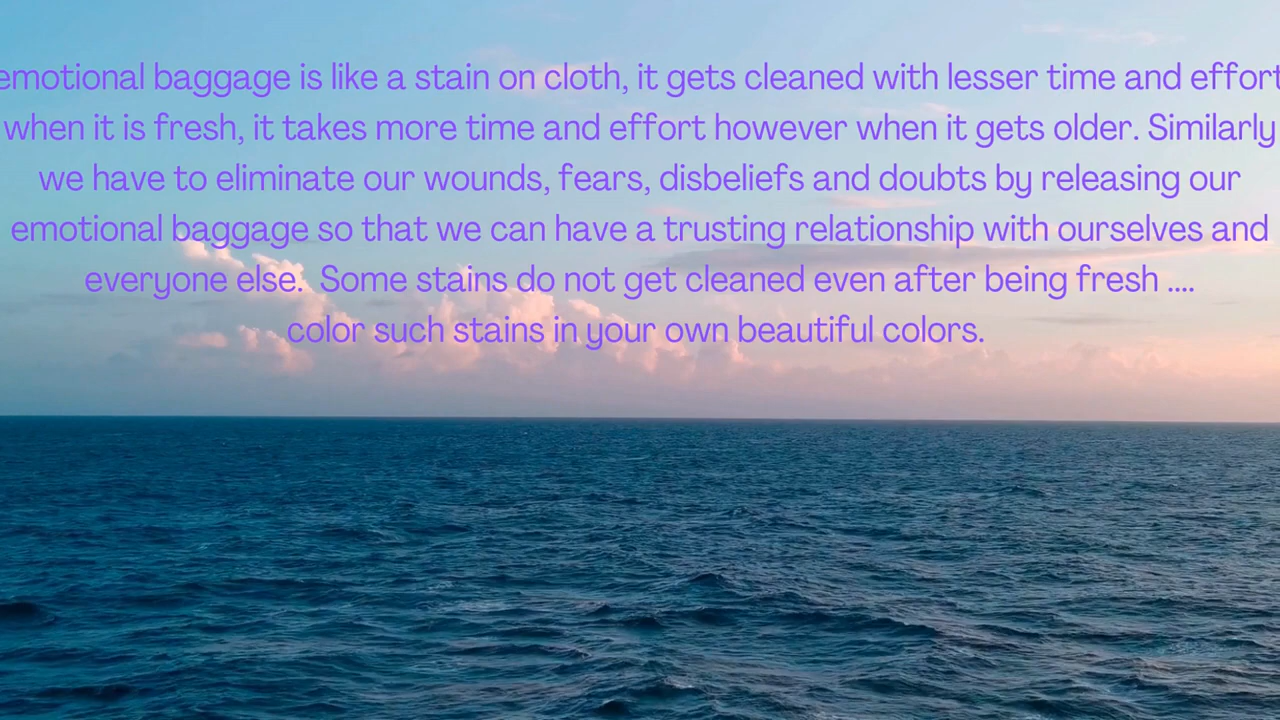 emotional baggage is like a stain on cloth, it gets cleaned with lesser time and effort
when it is fresh, it takes more time and effort however when it gets older. Similarly
we have to eliminate our wounds, fears, disbeliefs and doubts by releasing our
emotional baggage so that we can have a trusting relationship with ourselves and
everyone else.  Some stains do not get cleaned even after being fresh ....
color such stains in your own beautiful colors.